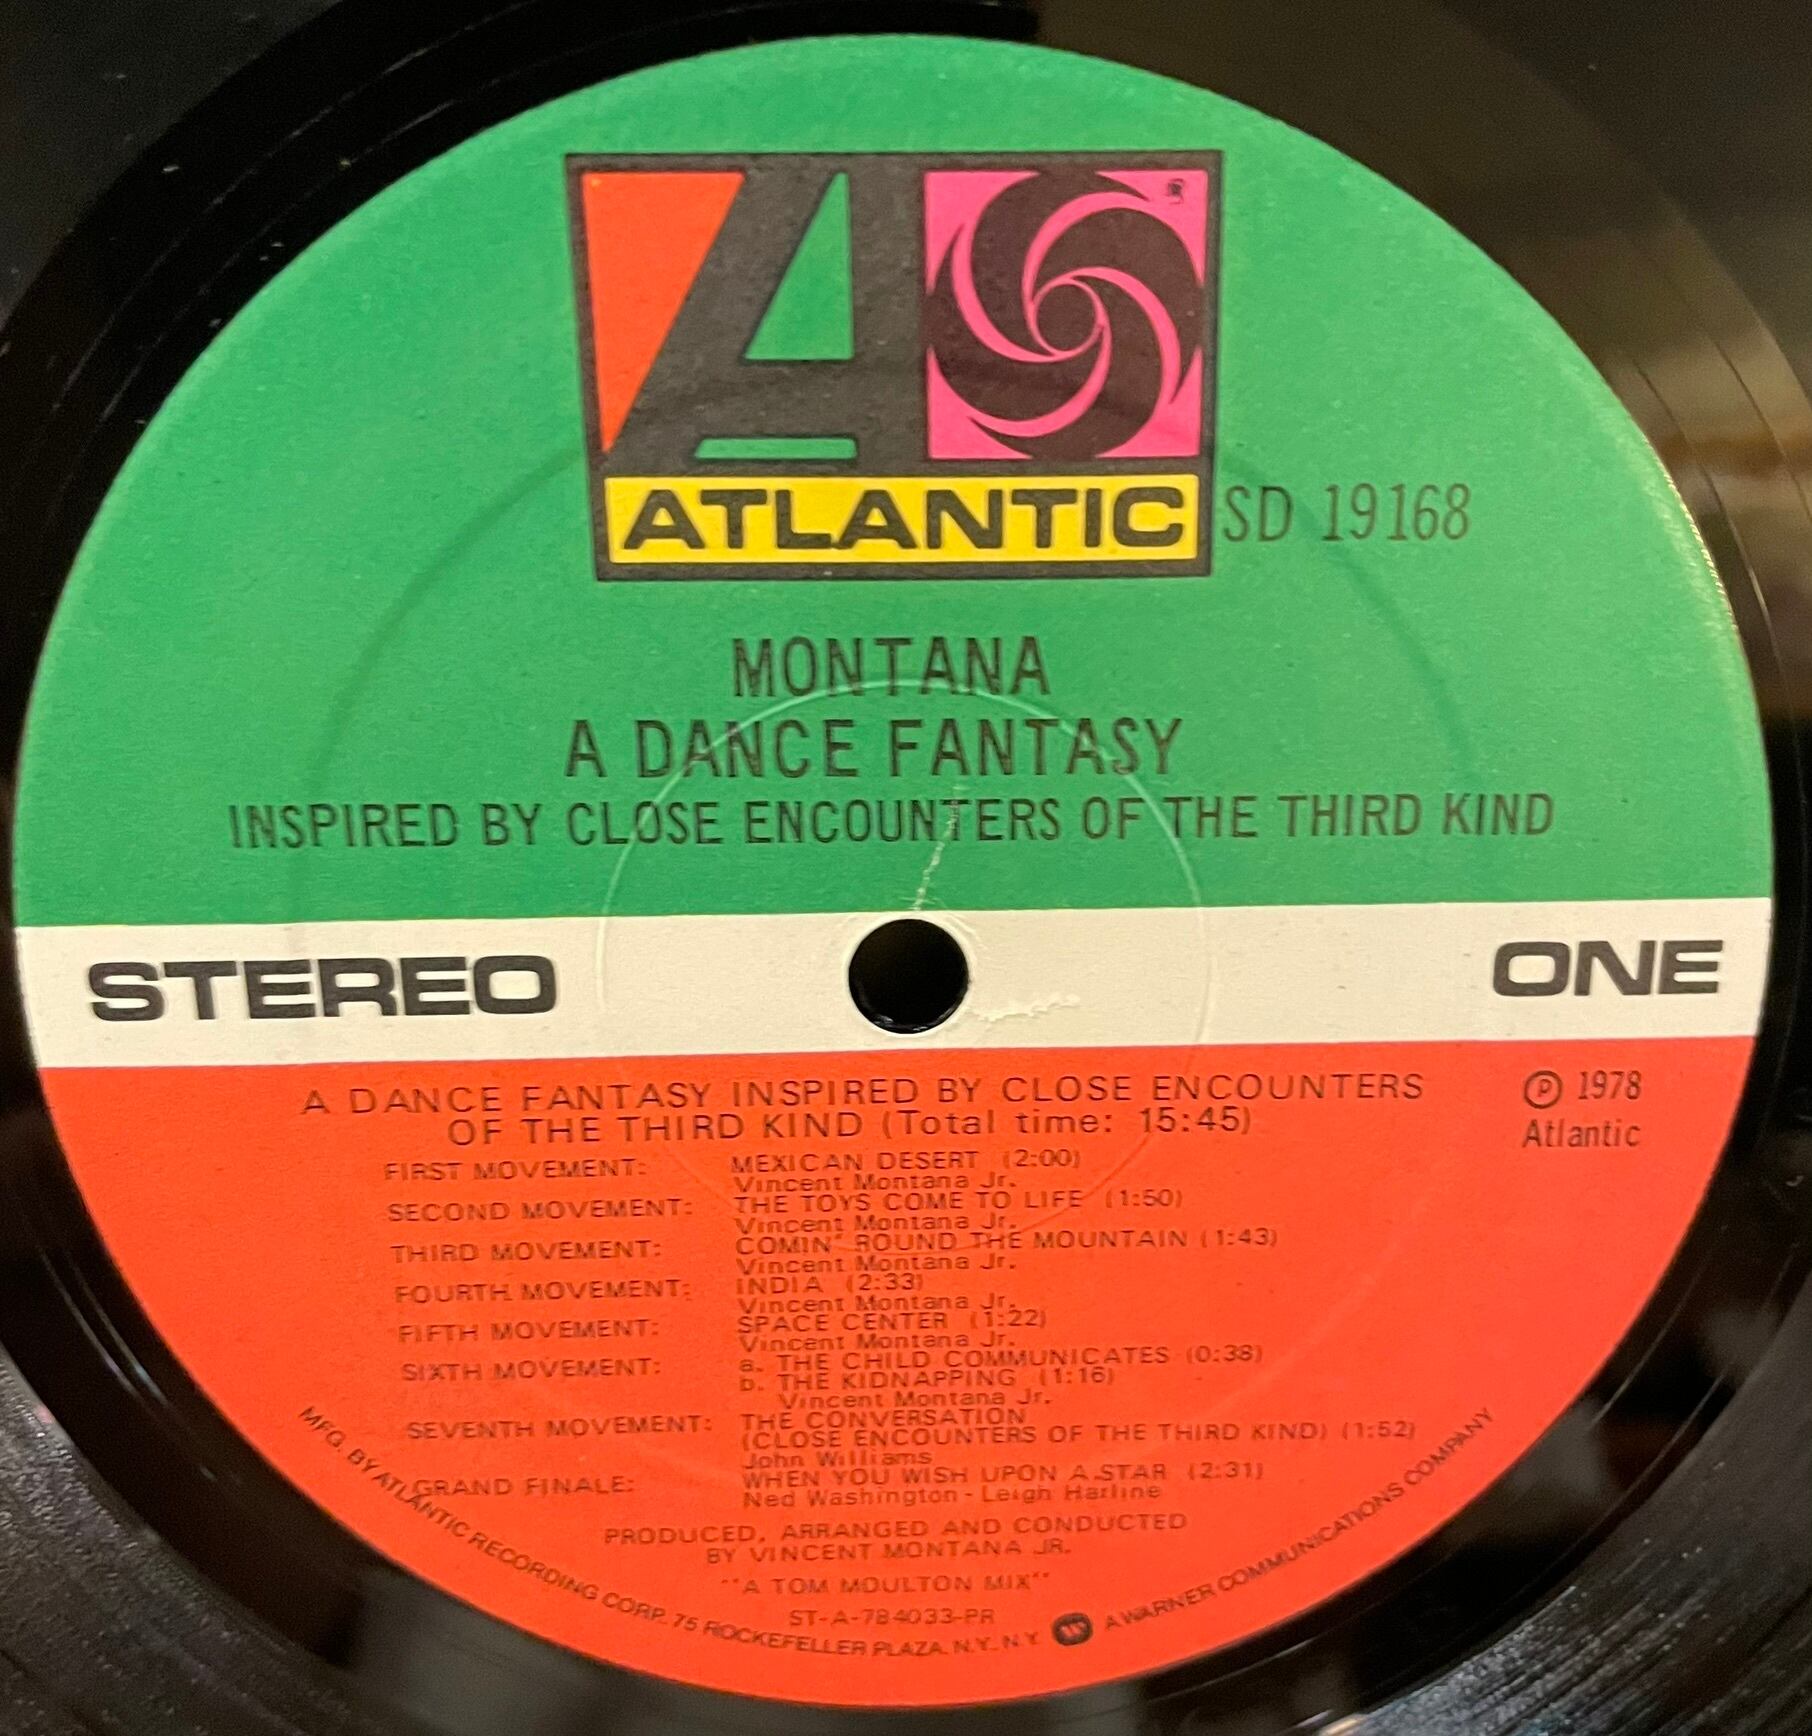 ATLANTIC
SD 19168
MONTANA
A DANCE FANTASY
INSPIRED BY CLOSE ENCOUNTERS OF THE THIRD KIND
STEREO
ONE
A DANCE FANTASY INSPIRED BY CLOSE ENCOUNTERS
OF THE THIRD KIND (Total time: 15:45)
℗ 1978
Atlantic
FIRST MOVEMENT: MEXICAN DESERT (2:00)
Vincent Montana Jr.
SECOND MOVEMENT: THE TOYS COME TO LIFE (1:50)
Vincent Montana Jr.
THIRD MOVEMENT: COMIN' ROUND THE MOUNTAIN (1:43)
Vincent Montana Jr.
FOURTH MOVEMENT: INDIA (2:33)
Vincent Montana Jr.
FIFTH MOVEMENT: SPACE CENTER (1:22)
Vincent Montana Jr.
SIXTH MOVEMENT: a. THE CHILD COMMUNICATES (0:38)
b. THE KIDNAPPING (1:16)
Vincent Montana Jr.
SEVENTH MOVEMENT: THE CONVERSATION
(CLOSE ENCOUNTERS OF THE THIRD KIND) (1:52)
John Williams
GRAND FINALE: WHEN YOU WISH UPON A STAR (2:31)
Ned Washington - Leigh Harline
PRODUCED, ARRANGED AND CONDUCTED
BY VINCENT MONTANA JR.
"A TOM MOULTON MIX"
ST-A-784033-PR
MFG. BY ATLANTIC RECORDING CORP. 75 ROCKEFELLER PLAZA. N.Y. N.Y. A WARNER COMMUNICATIONS COMPANY